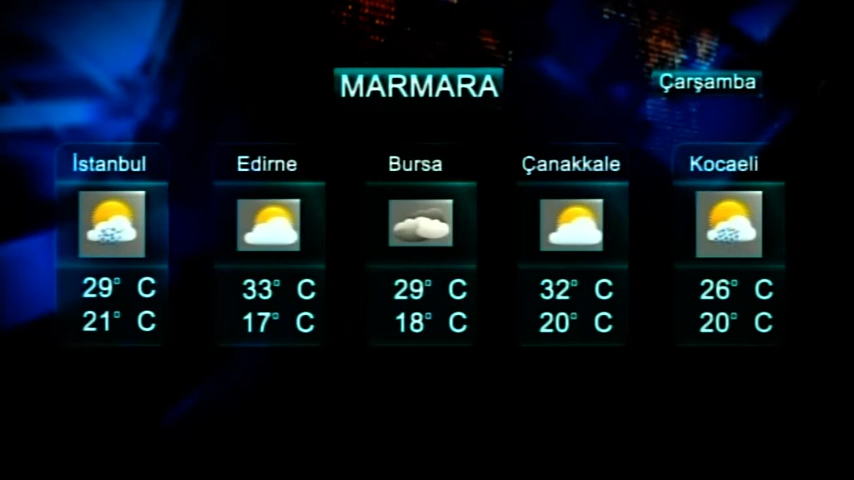 MARMARA
Çarşamba
İstanbul Edirne Bursa Çanakkale Kocaeli
29° C 33° C 29° C 32° C 26° C
21° C 17° C 18° C 20° C 20° C